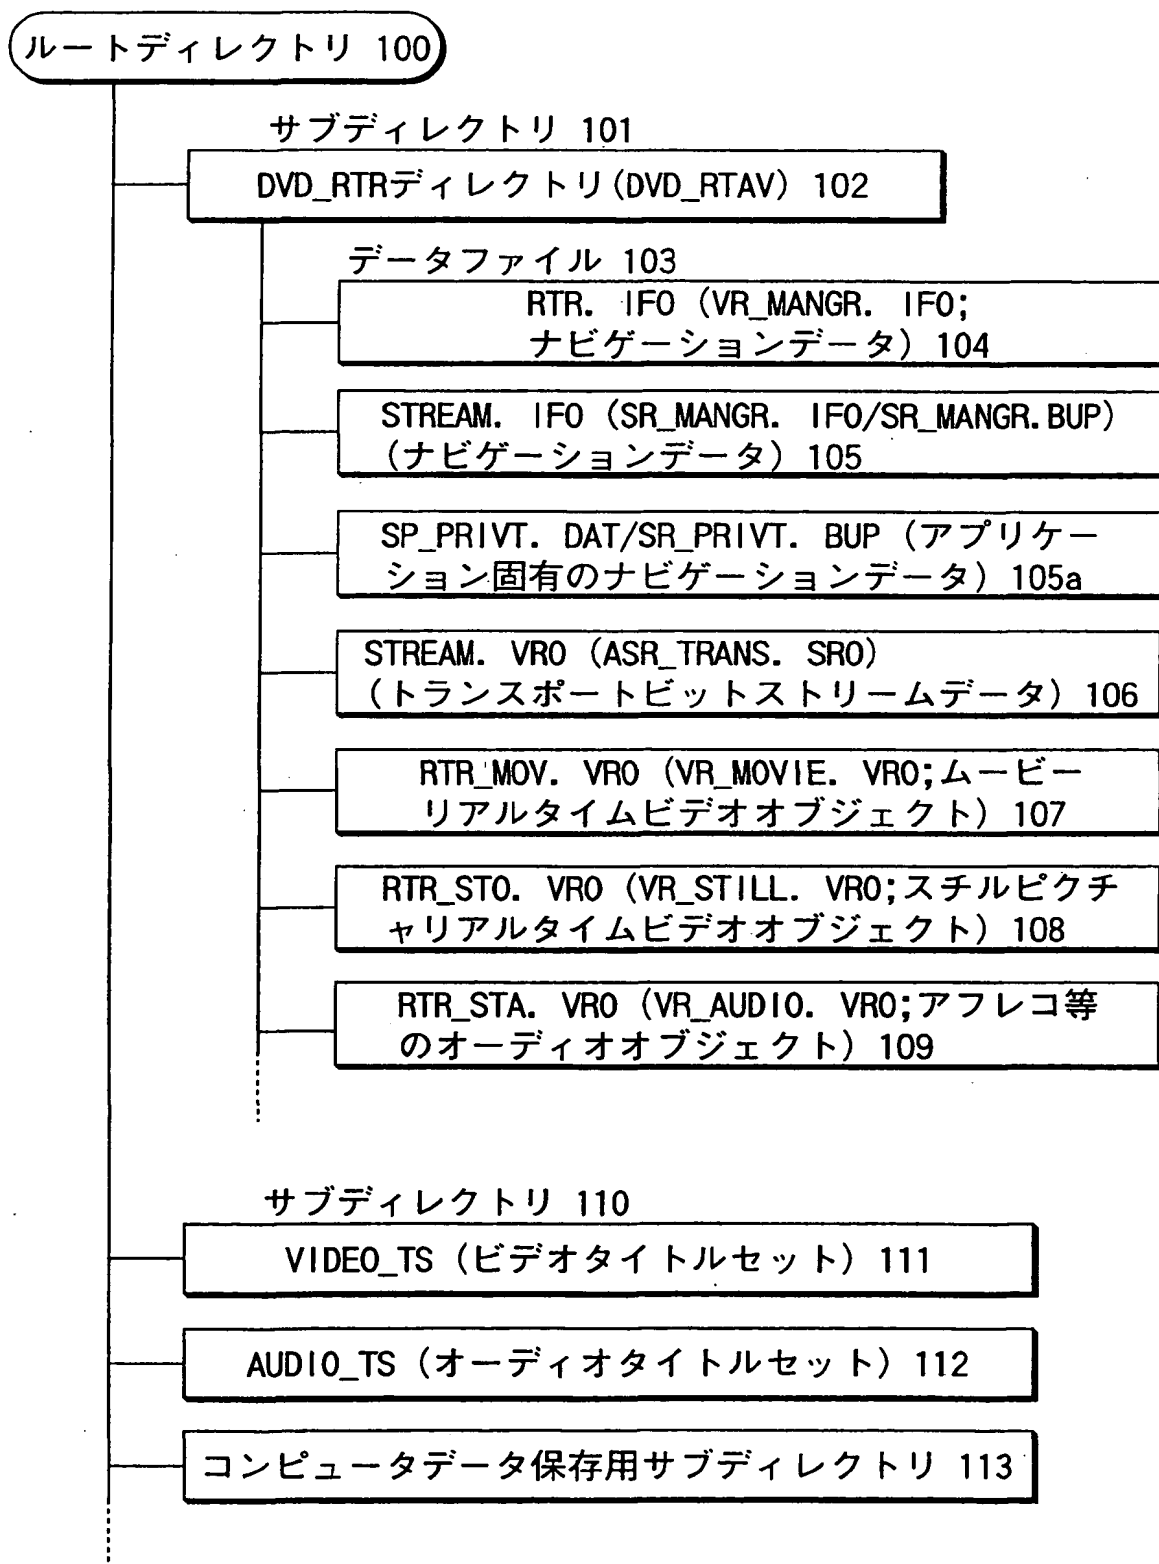 ルートディレクトリ 100
サブディレクトリ 101
DVD_RTRディレクトリ(DVD_RTAV) 102
データファイル 103
RTR. IFO (VR_MANGR. IFO;
ナビゲーションデータ) 104
STREAM. IFO (SR_MANGR. IFO/SR_MANGR.BUP)
(ナビゲーションデータ) 105
SP_PRIVT. DAT/SR_PRIVT. BUP (アプリケー
ション固有のナビゲーションデータ) 105a
STREAM. VRO (ASR_TRANS. SRO)
(トランスポートビットストリームデータ) 106
RTR_MOV. VRO (VR_MOVIE. VRO;ムービー
リアルタイムビデオオブジェクト) 107
RTR_STO. VRO (VR_STILL. VRO;スチルピクチ
ャリアルタイムビデオオブジェクト) 108
RTR_STA. VRO (VR_AUDIO. VRO;アフレコ等
のオーディオオブジェクト) 109
サブディレクトリ 110
VIDEO_TS (ビデオタイトルセット) 111
AUDIO_TS (オーディオタイトルセット) 112
コンピュータデータ保存用サブディレクトリ 113